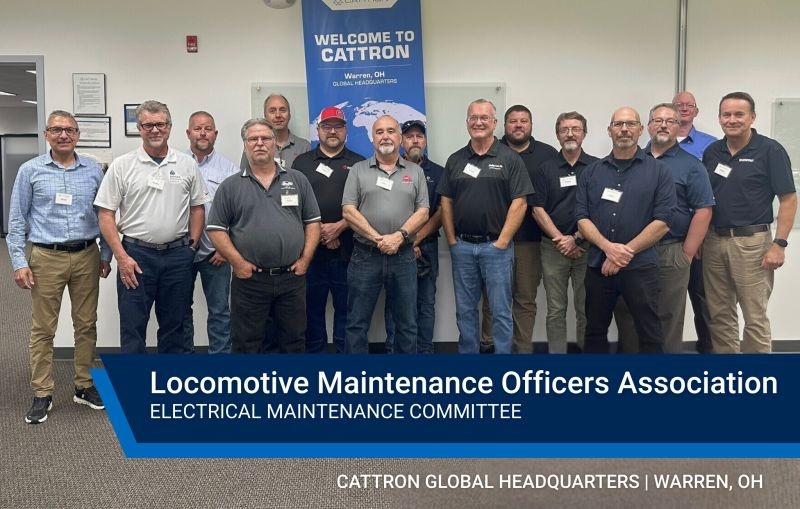 WELCOME TO
CATTRON
Warren, OH
GLOBAL HEADQUARTERS
Locomotive Maintenance Officers Association
ELECTRICAL MAINTENANCE COMMITTEE
CATTRON GLOBAL HEADQUARTERS | WARREN, OH